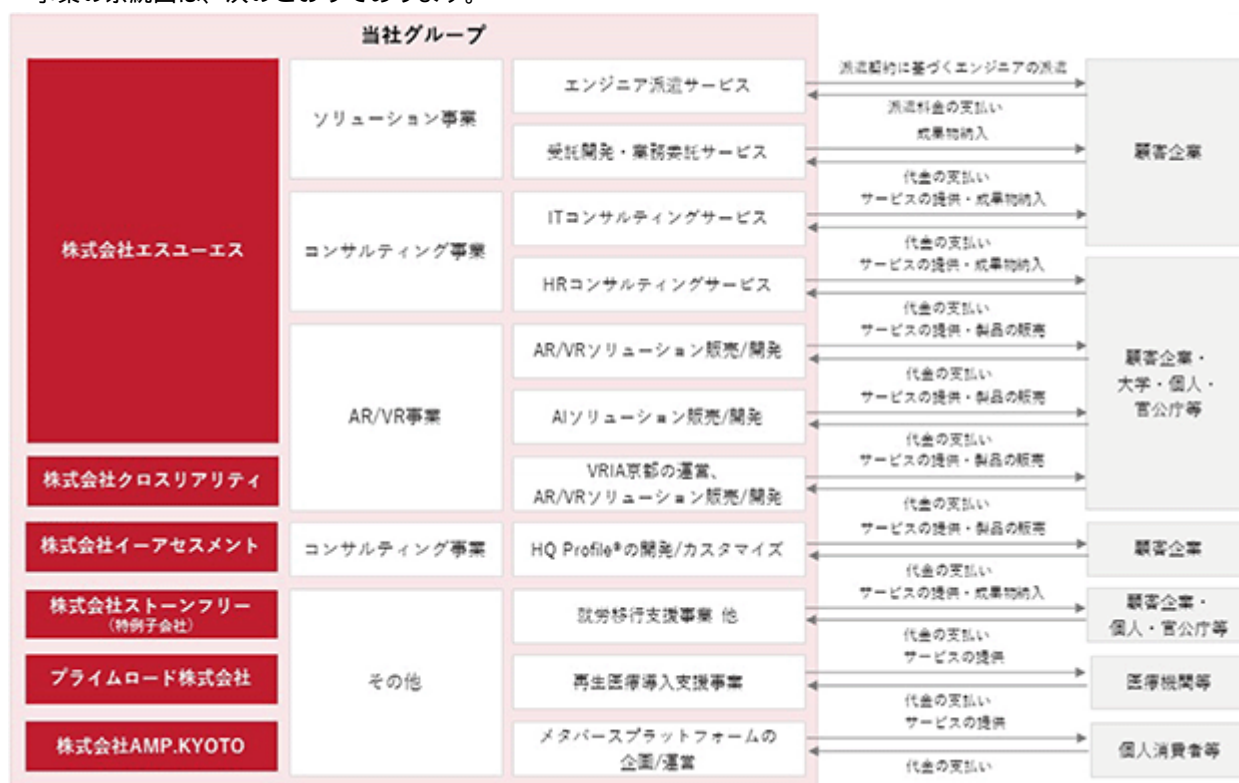 事業の系統図は、次のとおりであります。
当社グループ
株式会社エスユーエス
ソリューション事業
エンジニア派遣サービス
派遣契約に基づくエンジニアの派遣
派遣料金の支払い
受託開発・業務委託サービス
成果物納入
代金の支払い
顧客企業
コンサルティング事業
ITコンサルティングサービス
サービスの提供・成果物納入
代金の支払い
HRコンサルティングサービス
サービスの提供・成果物納入
代金の支払い
AR/VR事業
AR/VRソリューション販売/開発
サービスの提供・製品の販売
代金の支払い
AIソリューション販売/開発
サービスの提供・製品の販売
代金の支払い
顧客企業・
大学・個人・
官公庁等
株式会社クロスリアリティ
VRIA京都の運営、
AR/VRソリューション販売/開発
サービスの提供・製品の販売
代金の支払い
株式会社イーアセスメント
コンサルティング事業
HQ Profile®の開発/カスタマイズ
サービスの提供・製品の販売
代金の支払い
顧客企業
株式会社ストーンフリー
(特例子会社)
その他
就労移行支援事業 他
サービスの提供・成果物納入
代金の支払い
顧客企業・
個人・官公庁等
プライムロード株式会社
再生医療導入支援事業
サービスの提供
代金の支払い
医療機関等
株式会社AMP.KYOTO
メタバースプラットフォームの
企画/運営
サービスの提供
代金の支払い
個人消費者等